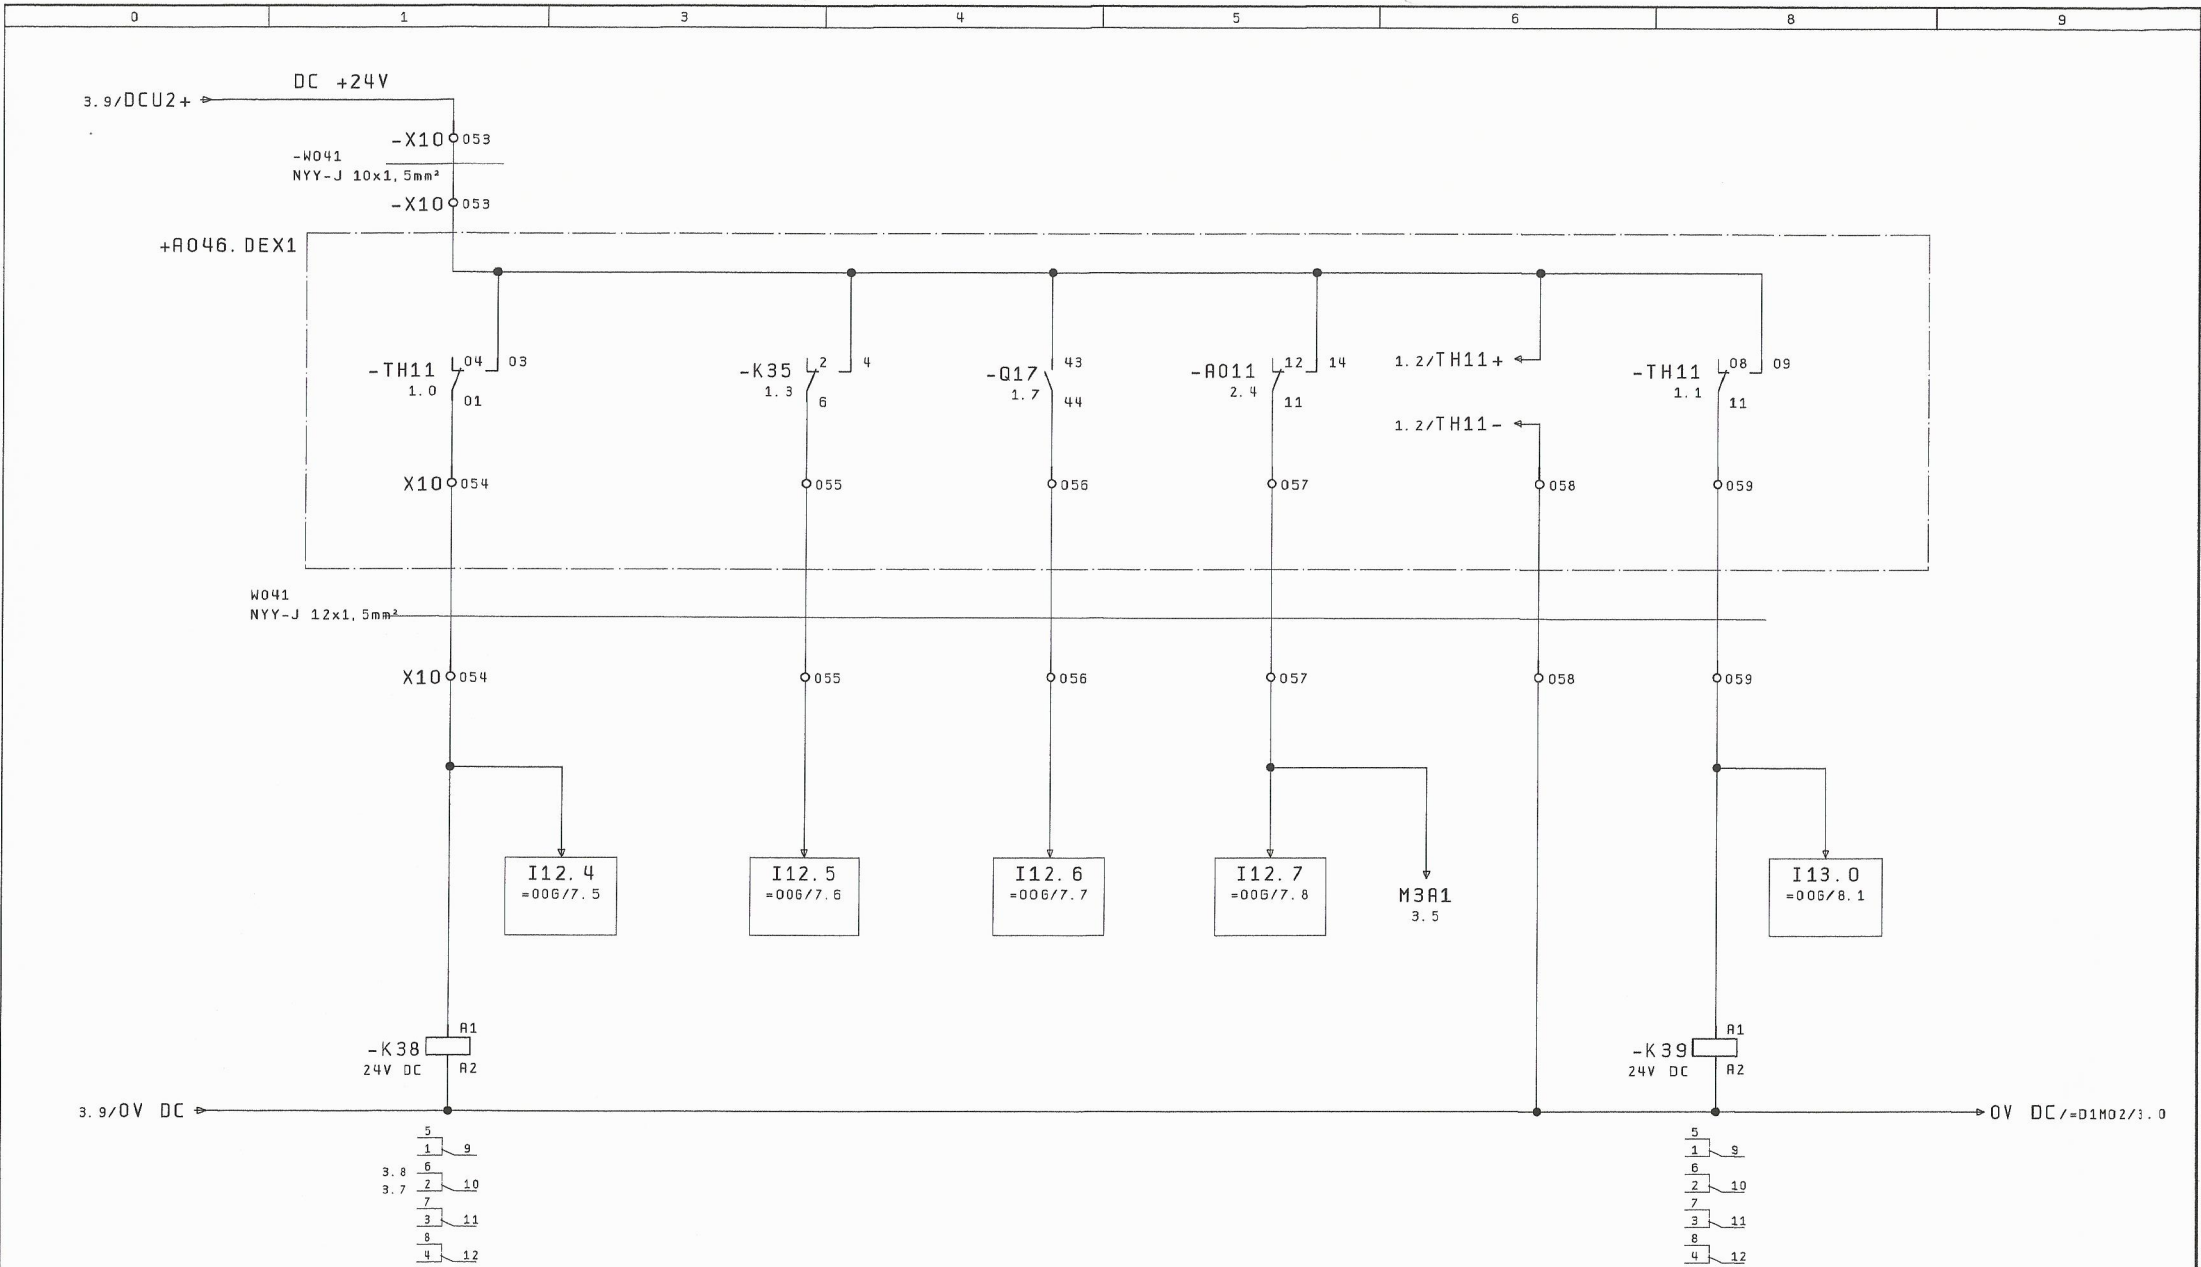 0 1 3 4 5 6 8 9
DC +24V
3.9/DCU2+
-X10 053
-W041
NYY-J 10x1,5mm²
-X10 053
+A046.DEX1
-TH11 04 03
1.0 01
-K35 2 4
1.3 6
-Q17 43
1.7 44
-A011 12 14
2.4 11
1.2/TH11+
1.2/TH11-
-TH11 08 09
1.1 11
X10 054 055 056 057 058 059
W041
NYY-J 12x1,5mm²
X10 054 055 056 057 058 059
I12.4
=00G/7.5
I12.5
=00G/7.6
I12.6
=00G/7.7
I12.7
=00G/7.8
M3A1
3.5
I13.0
=00G/8.1
A1
-K38
24V DC A2
A1
-K39
24V DC A2
3.9/0V DC
0V DC/=D1M02/3.0
5
1 9
3.8 6
3.7 2 10
7
3 11
8
4 12
5
1 9
6
2 10
7
3 11
8
4 12